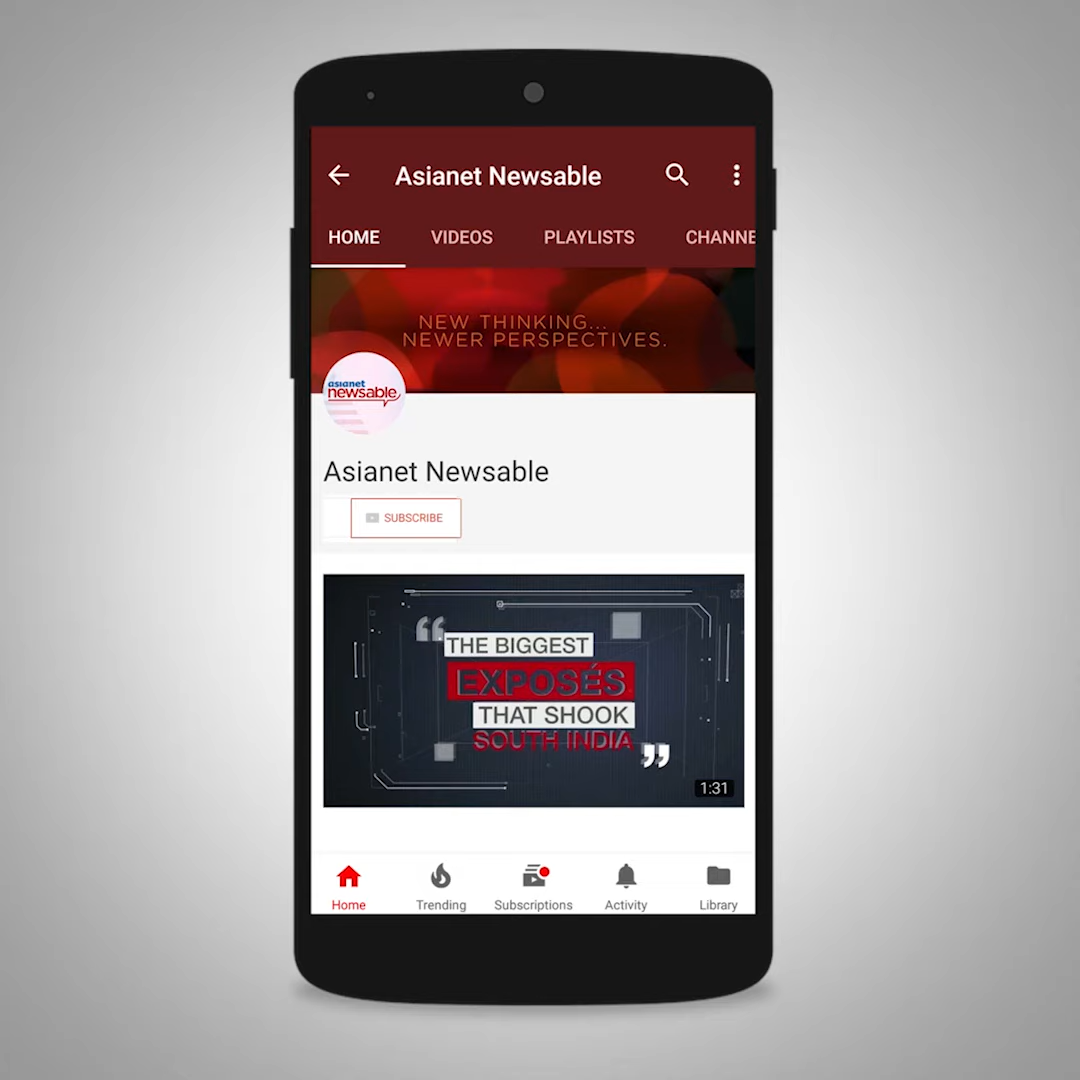 Asianet Newsable
HOME VIDEOS PLAYLISTS CHANNE
NEW THINKING...
NEWER PERSPECTIVES.
asianet
newsable
Asianet Newsable
SUBSCRIBE
“ THE BIGGEST
EXPOSÉS
THAT SHOOK
SOUTH INDIA ”
1:31
Home Trending Subscriptions Activity Library